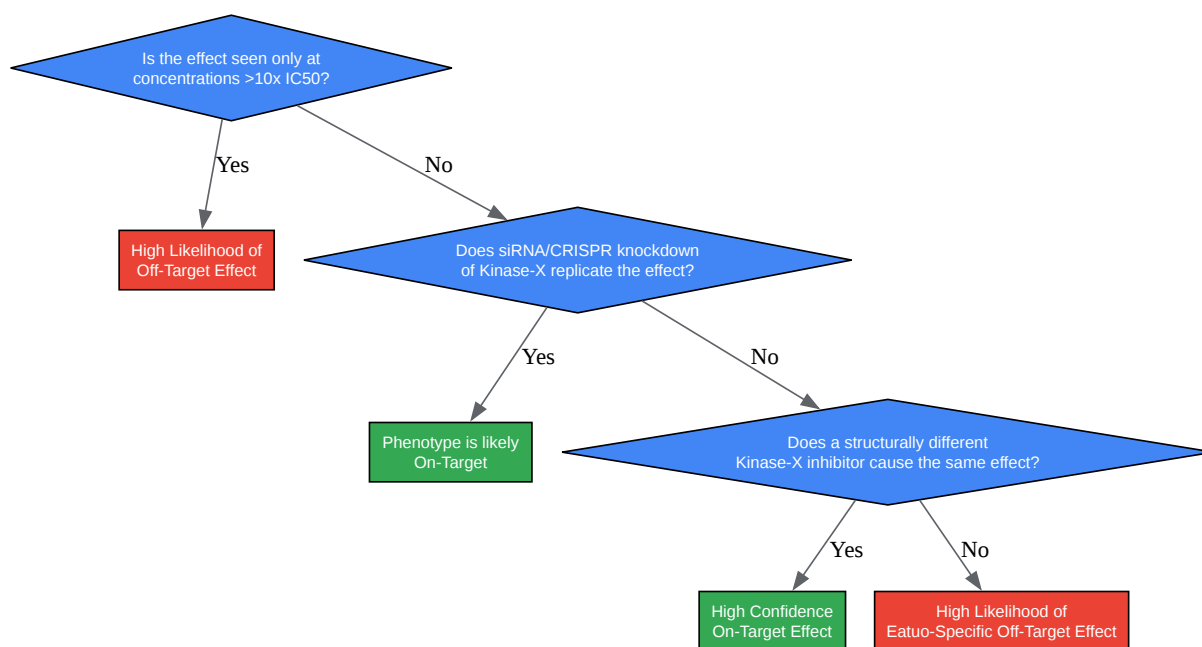 Is the effect seen only at
concentrations >10x IC50?
Yes
No
High Likelihood of
Off-Target Effect
Does siRNA/CRISPR knockdown
of Kinase-X replicate the effect?
Yes
No
Phenotype is likely
On-Target
Does a structurally different
Kinase-X inhibitor cause the same effect?
Yes
No
High Confidence
On-Target Effect
High Likelihood of
Eatuo-Specific Off-Target Effect